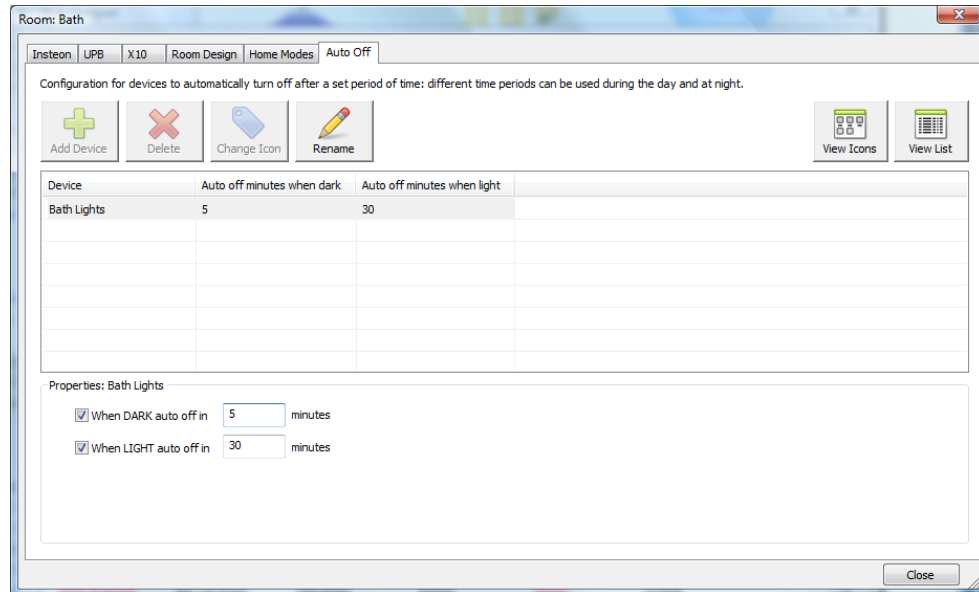 Room: Bath
Insteon UPB X10 Room Design Home Modes Auto Off
Configuration for devices to automatically turn off after a set period of time: different time periods can be used during the day and at night.
Add Device Delete Change Icon Rename View Icons View List
Device Auto off minutes when dark Auto off minutes when light
Bath Lights 5 30
Properties: Bath Lights
When DARK auto off in 5 minutes
When LIGHT auto off in 30 minutes
Close